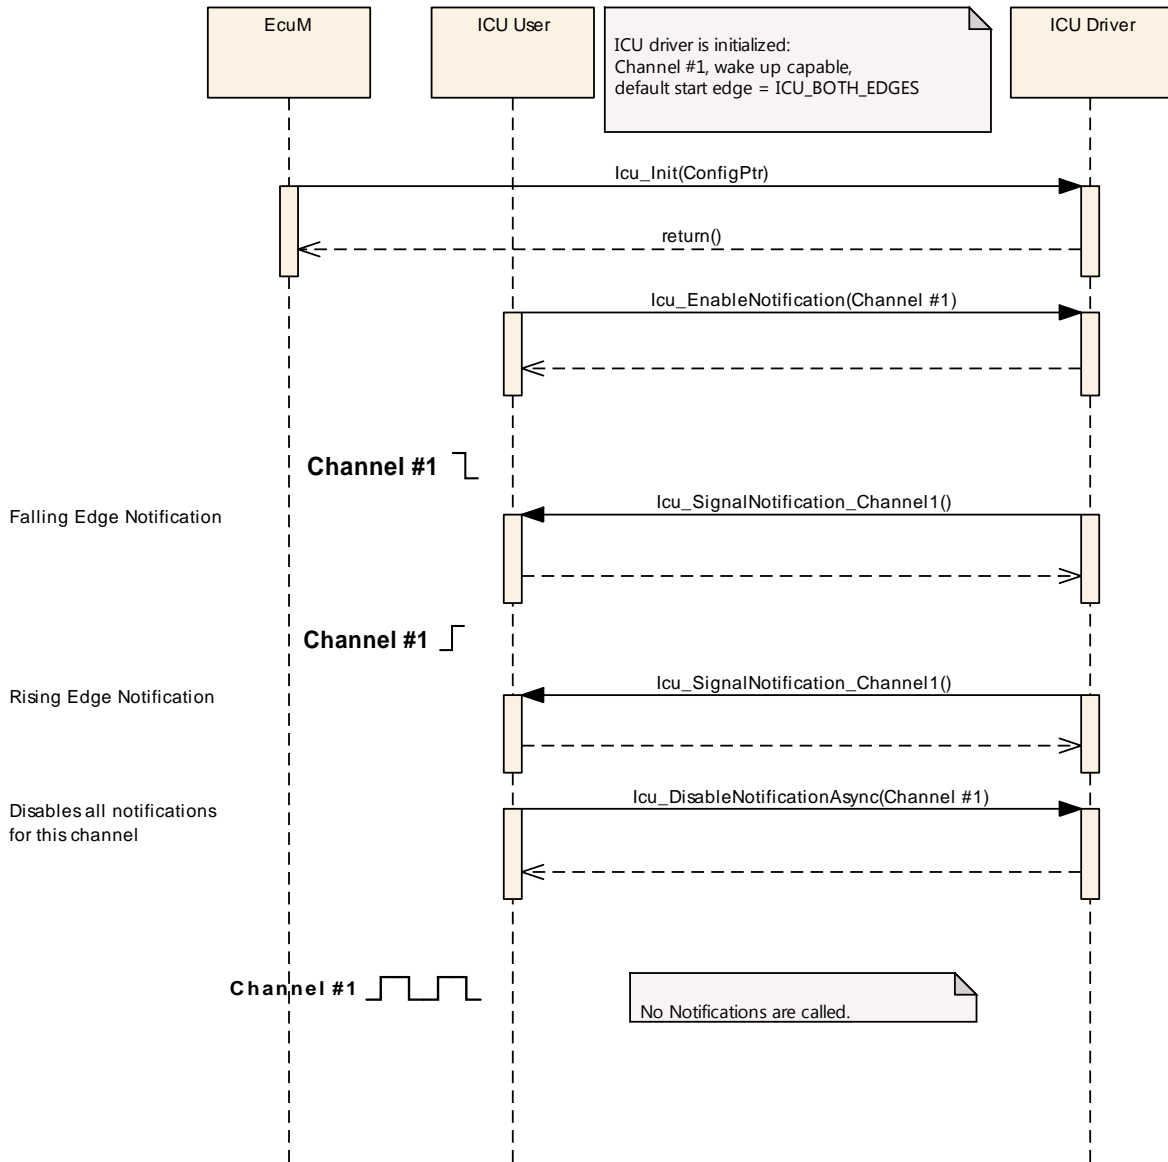 EcuM
ICU User
ICU Driver
ICU driver is initialized:
Channel #1, wake up capable,
default start edge = ICU_BOTH_EDGES
Icu_Init(ConfigPtr)
return()
Icu_EnableNotification(Channel #1)
Channel #1
Icu_SignalNotification_Channel1()
Falling Edge Notification
Channel #1
Icu_SignalNotification_Channel1()
Rising Edge Notification
Icu_DisableNotificationAsync(Channel #1)
Disables all notifications
for this channel
Channel #1
No Notifications are called.